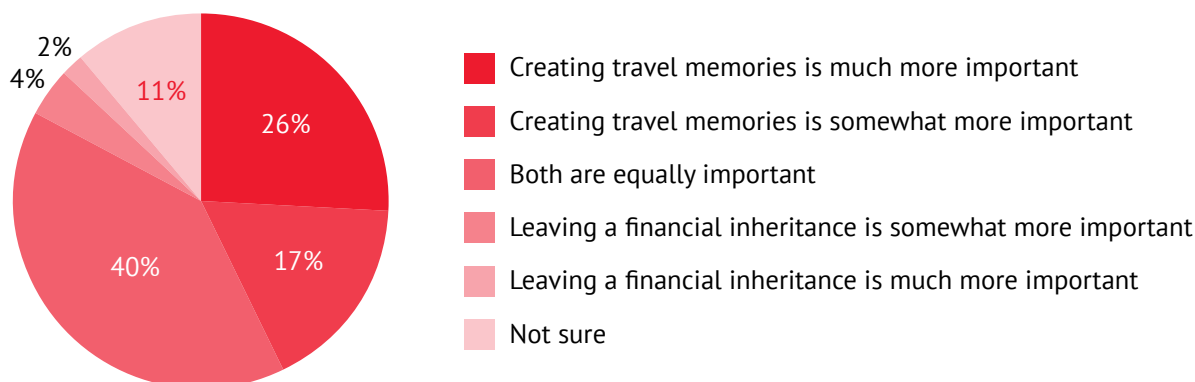 2%
4%
11%
26%
17%
40%
Creating travel memories is much more important
Creating travel memories is somewhat more important
Both are equally important
Leaving a financial inheritance is somewhat more important
Leaving a financial inheritance is much more important
Not sure